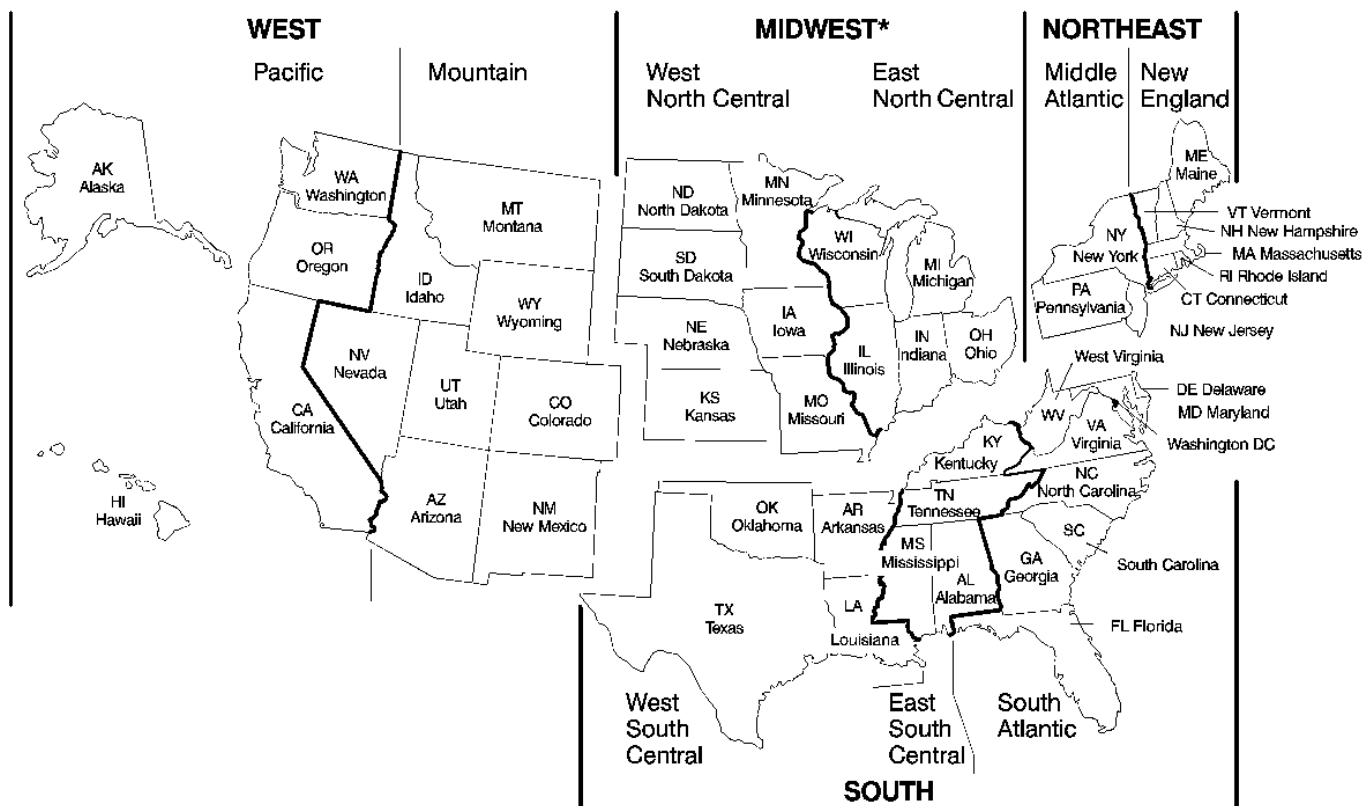 WEST
MIDWEST*
NORTHEAST
Pacific
Mountain
West
North Central
East
North Central
Middle
Atlantic
New
England
AK
Alaska
WA
Washington
OR
Oregon
CA
California
HI
Hawaii
MT
Montana
ID
Idaho
WY
Wyoming
NV
Nevada
UT
Utah
CO
Colorado
AZ
Arizona
NM
New Mexico
ND
North Dakota
MN
Minnesota
SD
South Dakota
NE
Nebraska
IA
Iowa
KS
Kansas
MO
Missouri
WI
Wisconsin
MI
Michigan
IL
Illinois
IN
Indiana
OH
Ohio
ME
Maine
VT Vermont
NH New Hampshire
NY
New York
MA Massachusetts
RI Rhode Island
PA
Pennsylvania
CT Connecticut
NJ New Jersey
West Virginia
DE Delaware
WV
MD Maryland
VA
Virginia
Washington DC
KY
Kentucky
NC
North Carolina
TN
Tennessee
OK
Oklahoma
AR
Arkansas
SC
South Carolina
MS
Mississippi
AL
Alabama
GA
Georgia
TX
Texas
LA
Louisiana
FL Florida
West
South
Central
East
South
Central
South
Atlantic
SOUTH